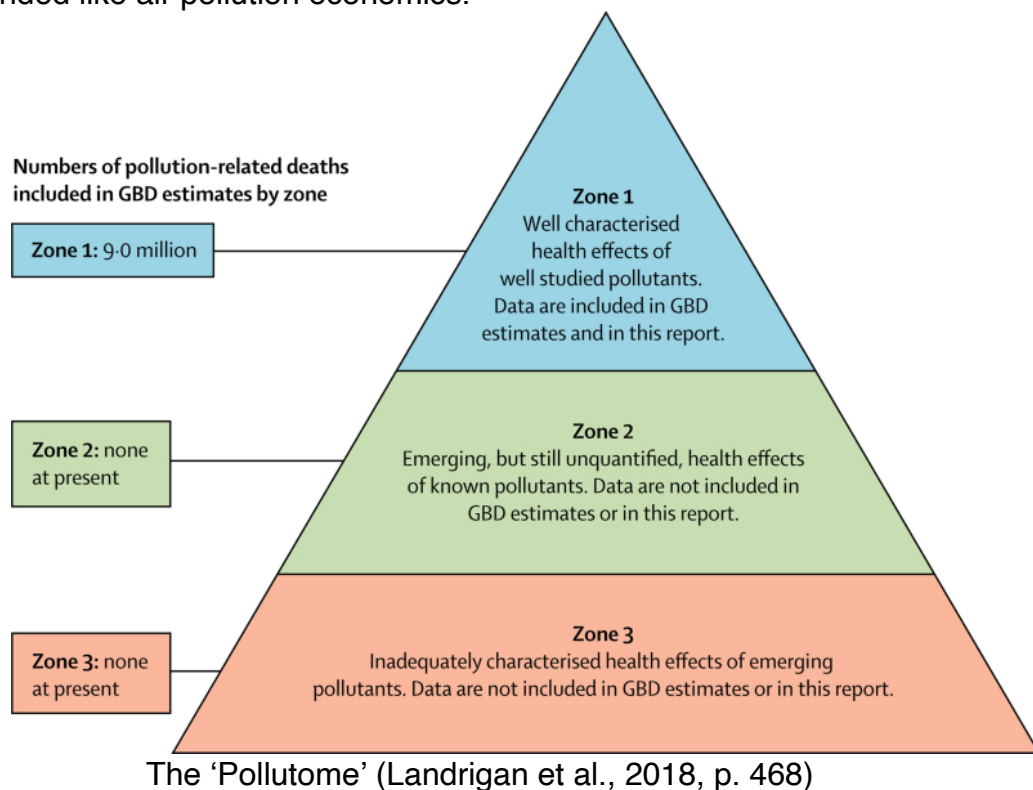 nded like air pollution economics.
Numbers of pollution-related deaths
included in GBD estimates by zone
Zone 1: 9·0 million
Zone 1
Well characterised
health effects of
well studied pollutants.
Data are included in GBD
estimates and in this report.
Zone 2: none
at present
Zone 2
Emerging, but still unquantified, health effects
of known pollutants. Data are not included in
GBD estimates or in this report.
Zone 3: none
at present
Zone 3
Inadequately characterised health effects of emerging
pollutants. Data are not included in GBD estimates or in this report.
The ‘Pollutome’ (Landrigan et al., 2018, p. 468)